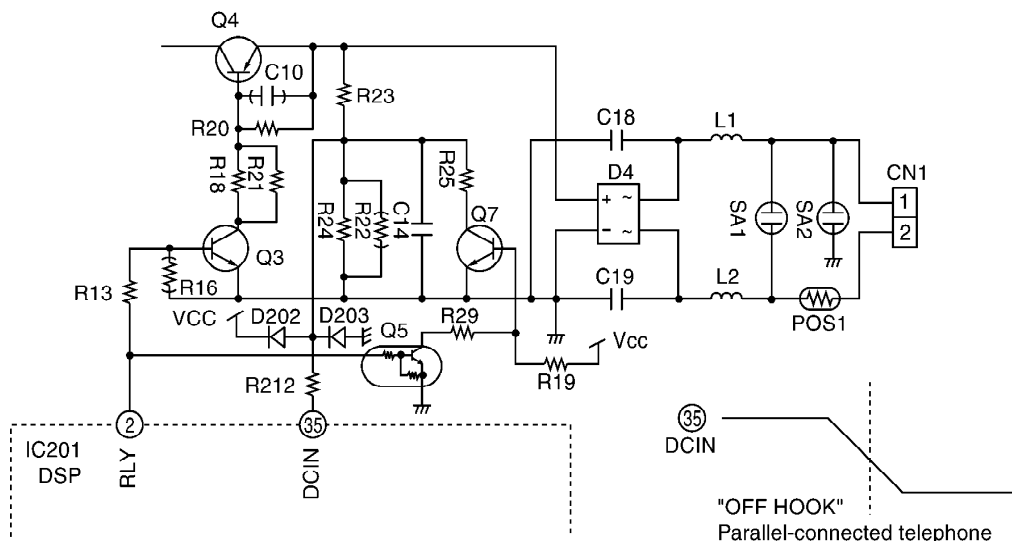 Q4
C10
R23
R20
C18
L1
R18
R21
R25
D4
CN1
1
2
SA1
SA2
+ ~
- ~
R24
R22
C14
Q7
Q3
R13
R16
C19
L2
POS1
VCC
D202
D203
Q5
R29
Vcc
R19
R212
2
35
IC201
DSP
RLY
DCIN
35
DCIN
"OFF HOOK"
Parallel-connected telephone